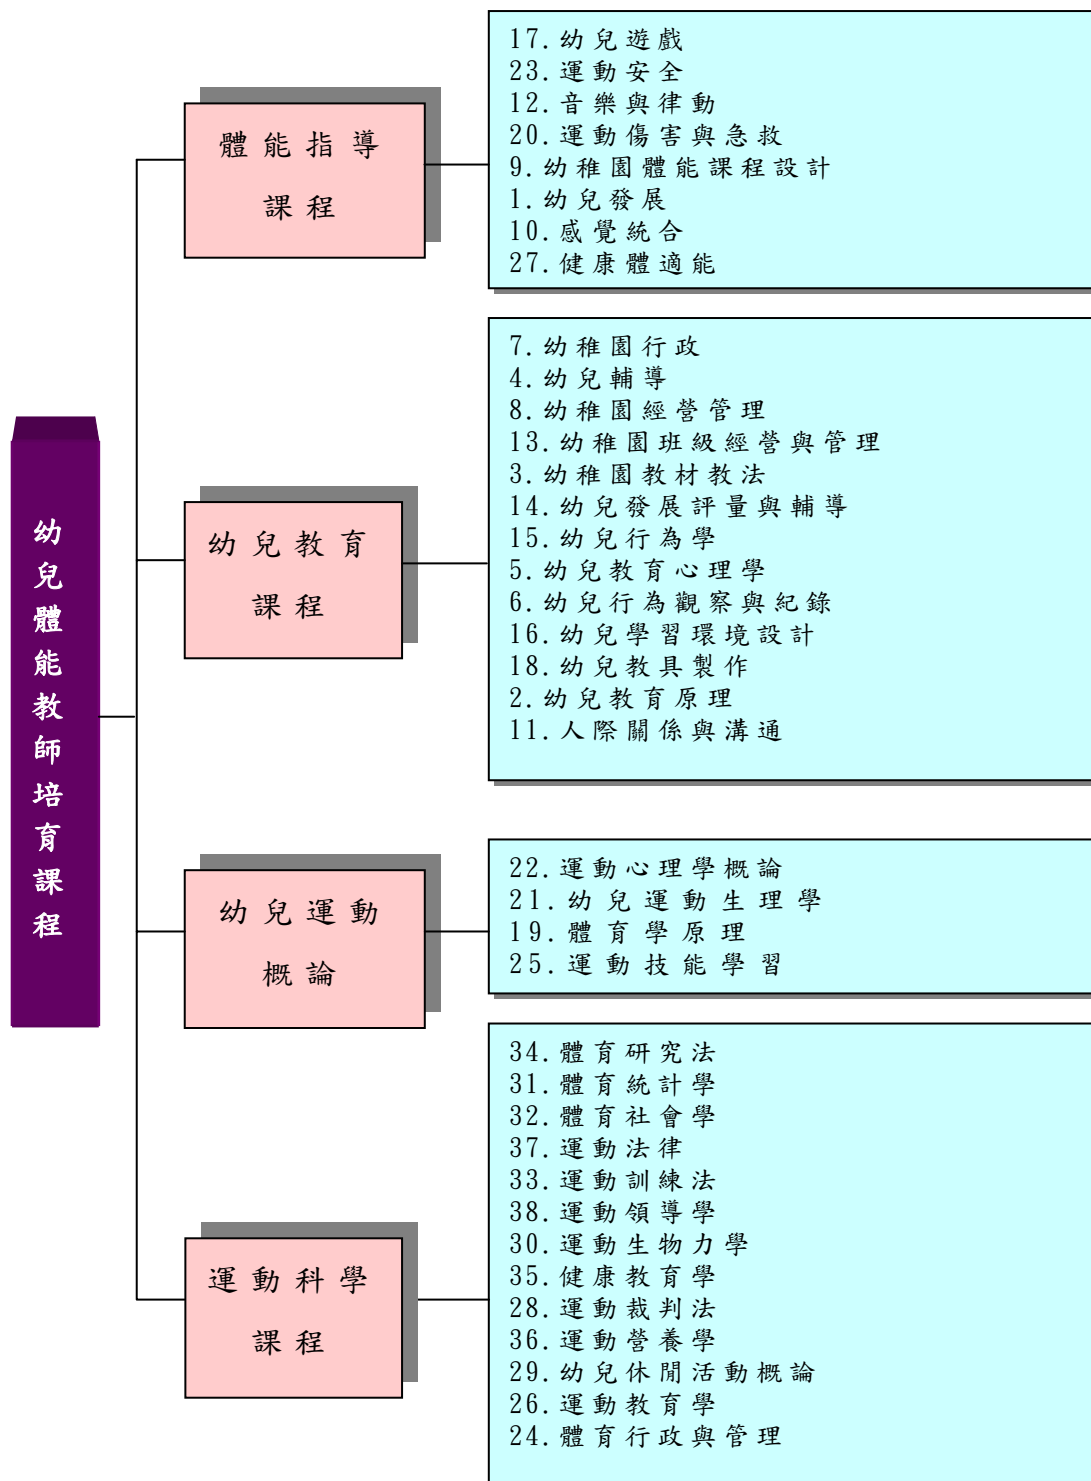 幼兒體能教師培育課程
體能指導
課程
17.幼兒遊戲
23.運動安全
12.音樂與律動
20.運動傷害與急救
9.幼稚園體能課程設計
1.幼兒發展
10.感覺統合
27.健康體適能
幼兒教育
課程
7.幼稚園行政
4.幼兒輔導
8.幼稚園經營管理
13.幼稚園班級經營與管理
3.幼稚園教材教法
14.幼兒發展評量與輔導
15.幼兒行為學
5.幼兒教育心理學
6.幼兒行為觀察與紀錄
16.幼兒學習環境設計
18.幼兒教具製作
2.幼兒教育原理
11.人際關係與溝通
幼兒運動
概論
22.運動心理學概論
21.幼兒運動生理學
19.體育學原理
25.運動技能學習
運動科學
課程
34.體育研究法
31.體育統計學
32.體育社會學
37.運動法律
33.運動訓練法
38.運動領導學
30.運動生物力學
35.健康教育學
28.運動裁判法
36.運動營養學
29.幼兒休閒活動概論
26.運動教育學
24.體育行政與管理